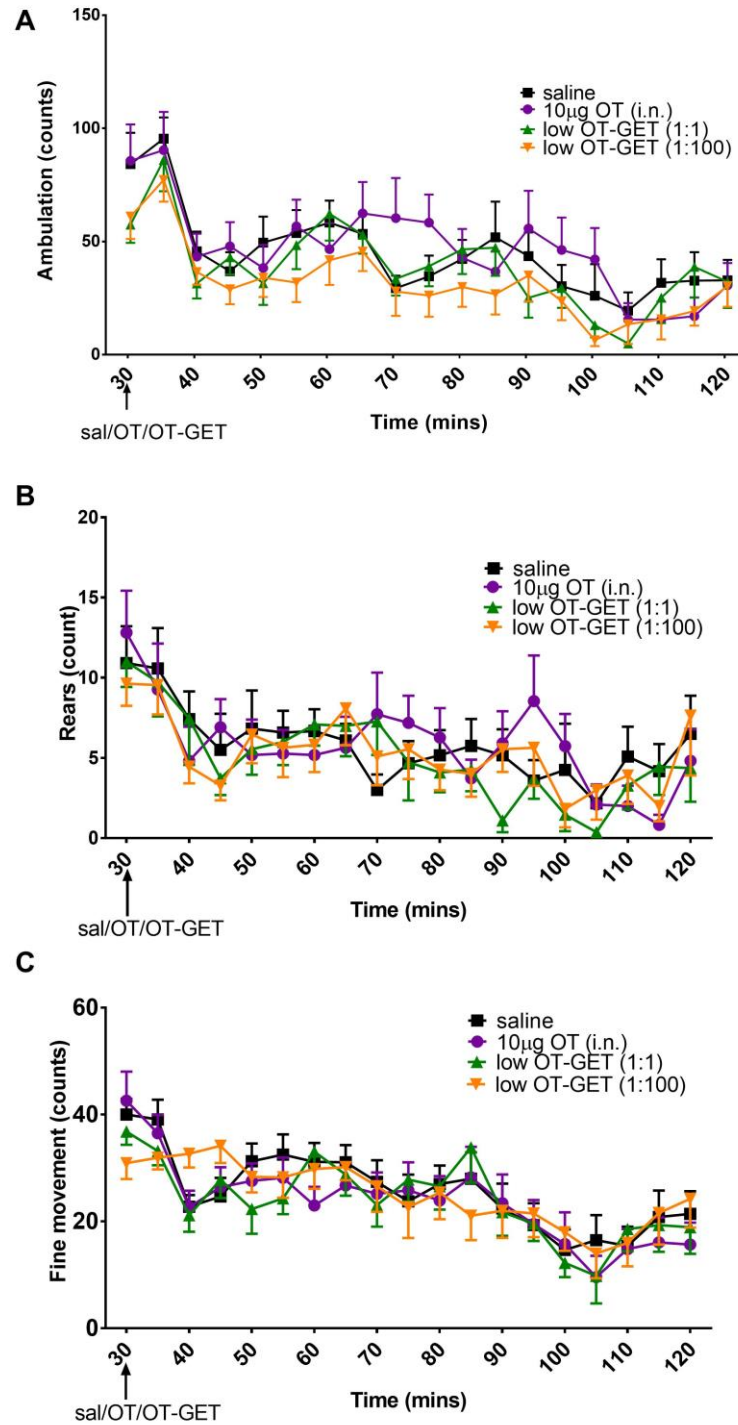 A
150
100
50
0
Ambulation (counts)
saline
10µg OT (i.n.)
low OT-GET (1:1)
low OT-GET (1:100)
30 40 50 60 70 80 90 100 110 120
Time (mins)
sal/OT/OT-GET
B
20
15
10
5
0
Rears (count)
saline
10µg OT (i.n.)
low OT-GET (1:1)
low OT-GET (1:100)
30 40 50 60 70 80 90 100 110 120
Time (mins)
sal/OT/OT-GET
C
60
40
20
0
Fine movement (counts)
saline
10µg OT (i.n.)
low OT-GET (1:1)
low OT-GET (1:100)
30 40 50 60 70 80 90 100 110 120
Time (mins)
sal/OT/OT-GET